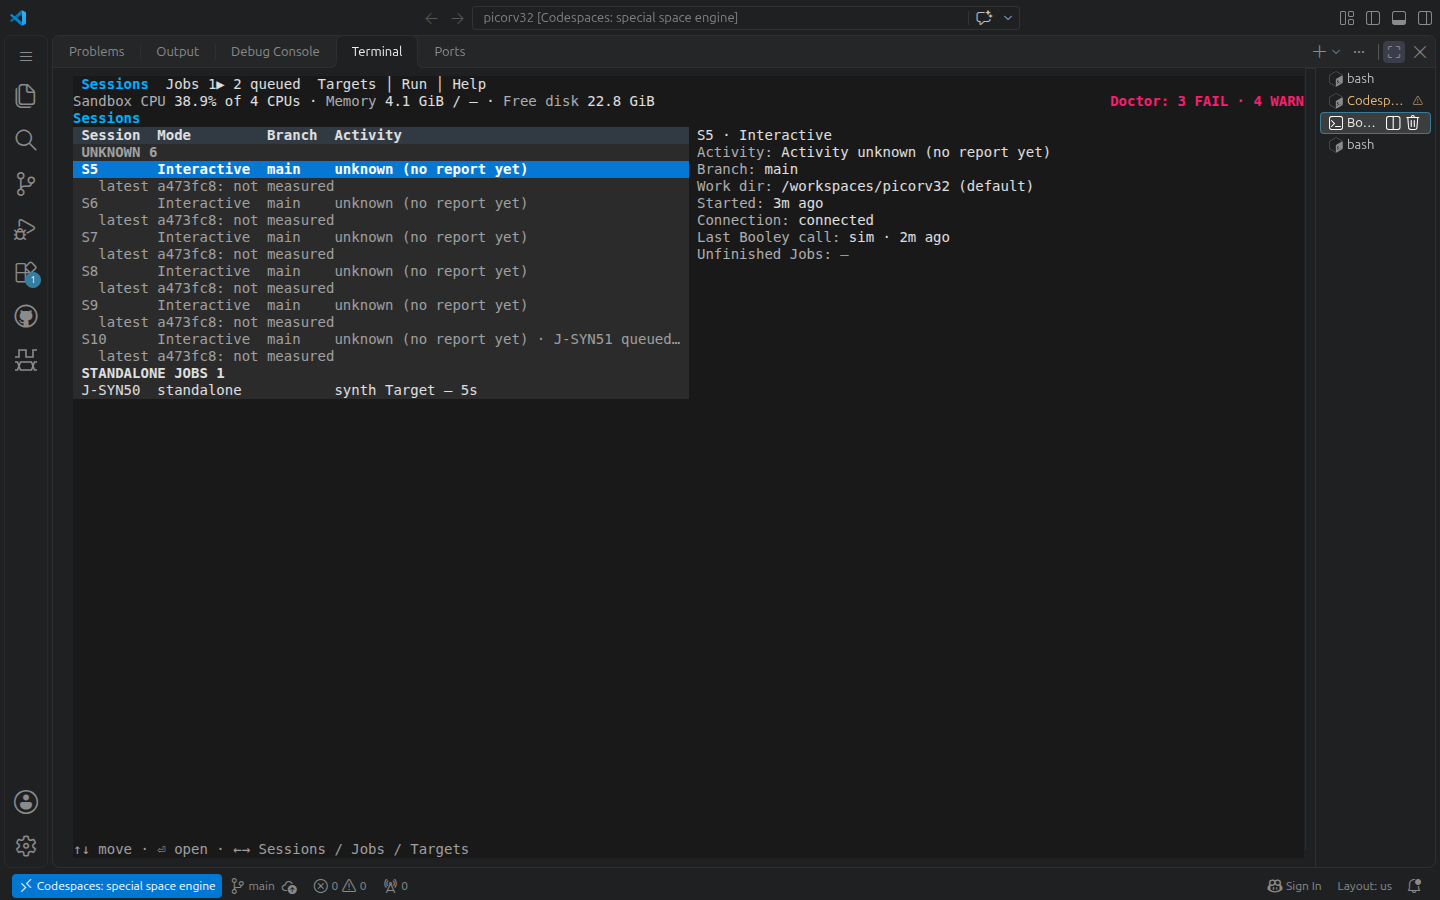 picorv32 [Codespaces: special space engine]
Problems Output Debug Console Terminal Ports
Sessions Jobs 1▶ 2 queued Targets │ Run │ Help
Sandbox CPU 38.9% of 4 CPUs · Memory 4.1 GiB / — · Free disk 22.8 GiB Doctor: 3 FAIL · 4 WARN
Sessions
Session Mode Branch Activity
UNKNOWN 6
S5 Interactive main unknown (no report yet)
latest a473fc8: not measured
S6 Interactive main unknown (no report yet)
latest a473fc8: not measured
S7 Interactive main unknown (no report yet)
latest a473fc8: not measured
S8 Interactive main unknown (no report yet)
latest a473fc8: not measured
S9 Interactive main unknown (no report yet)
latest a473fc8: not measured
S10 Interactive main unknown (no report yet) · J-SYN51 queued…
latest a473fc8: not measured
STANDALONE JOBS 1
J-SYN50 standalone synth Target — 5s
S5 · Interactive
Activity: Activity unknown (no report yet)
Branch: main
Work dir: /workspaces/picorv32 (default)
Started: 3m ago
Connection: connected
Last Booley call: sim · 2m ago
Unfinished Jobs: —
bash
Codesp...
Bo...
bash
1
↑↓ move · ⏎ open · ←→ Sessions / Jobs / Targets
Codespaces: special space engine main 0 0 0 Sign In Layout: us